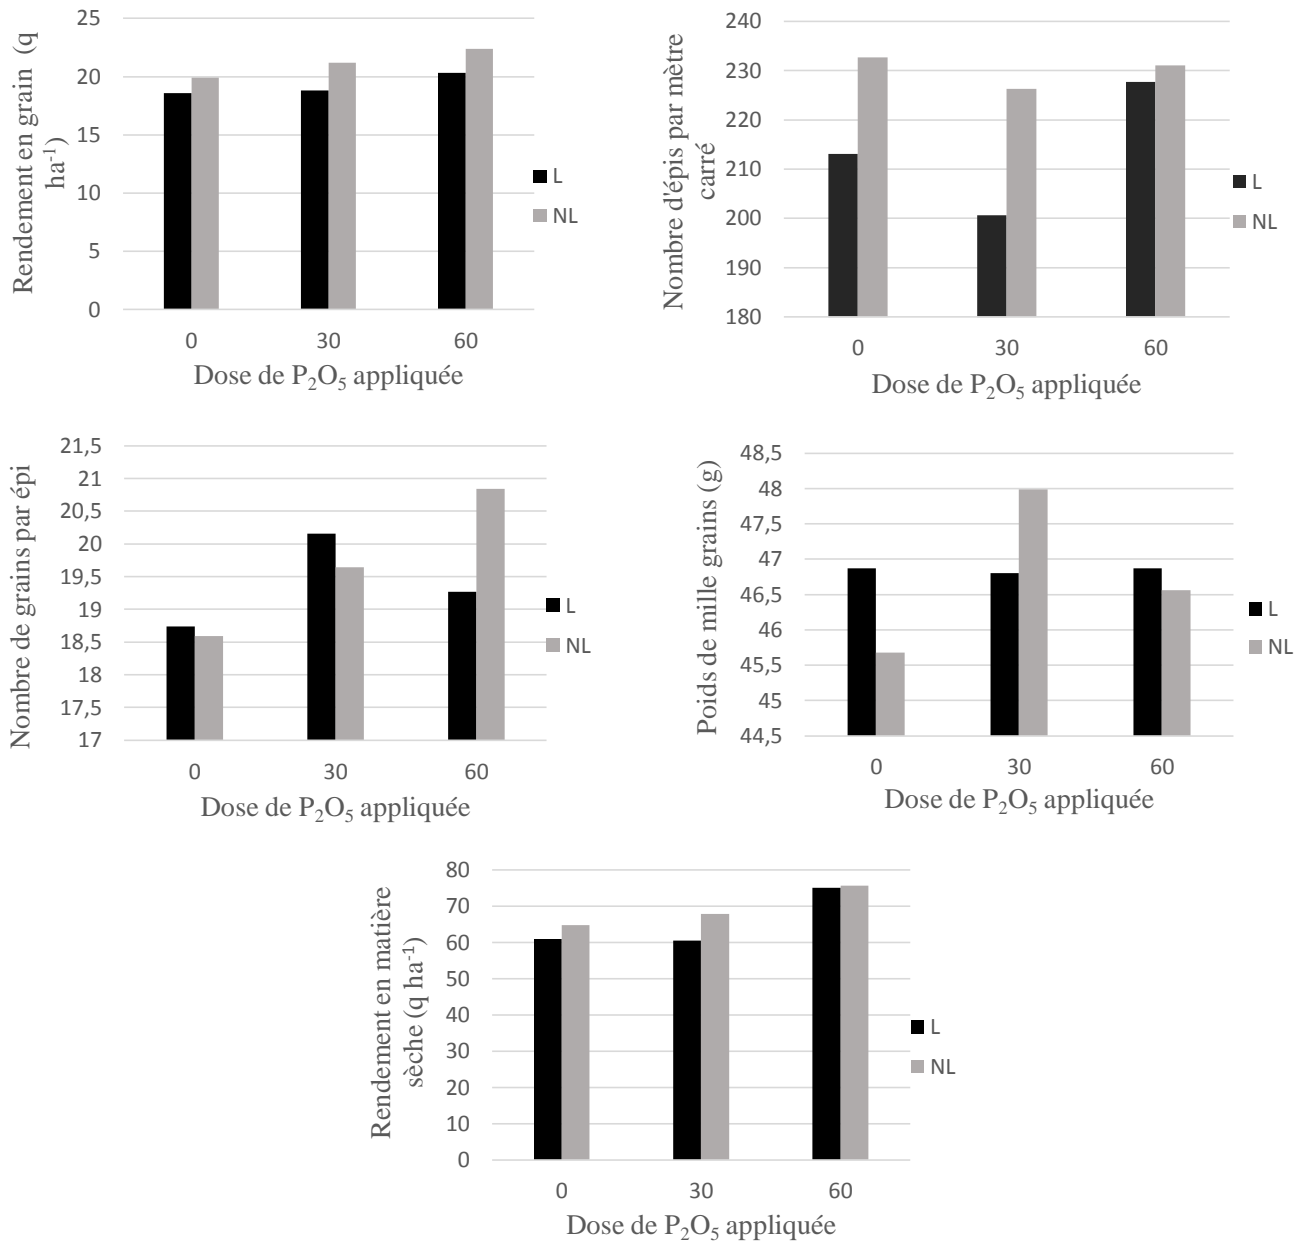 25
20
15
10
5
0
Rendement en grain (q
ha-1)
0 30 60
Dose de P2O5 appliquée
L
NL
240
230
220
210
200
190
180
Nombre d'épis par mètre
carré
0 30 60
Dose de P2O5 appliquée
L
NL
21,5
21
20,5
20
19,5
19
18,5
18
17,5
17
Nombre de grains par épi
0 30 60
Dose de P2O5 appliquée
L
NL
48,5
48
47,5
47
46,5
46
45,5
45
44,5
Poids de mille grains (g)
0 30 60
Dose de P2O5 appliquée
L
NL
80
70
60
50
40
30
20
10
0
Rendement en matière
sèche (q ha-1)
0 30 60
Dose de P2O5 appliquée
L
NL